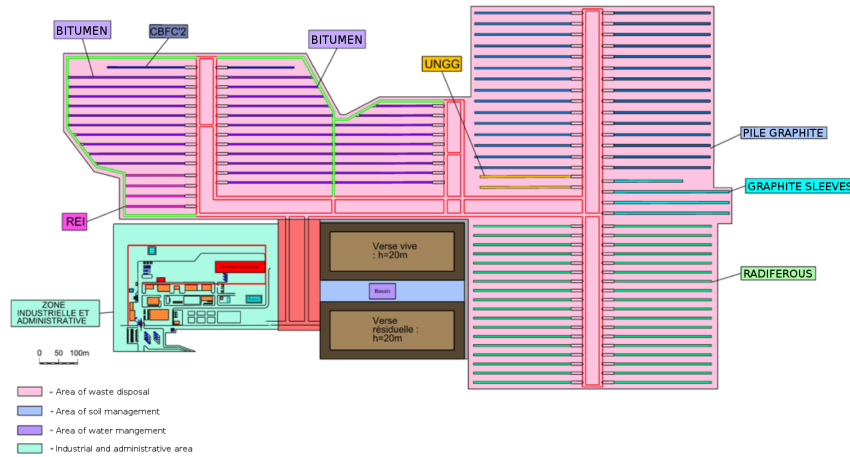 BITUMEN
CBFC'2
BITUMEN
UNGG
PILE GRAPHITE
GRAPHITE SLEEVES
REI
RADIFEROUS
Verse vive
: h=20m
Bassin
Verse
résiduelle :
h=20m
ZONE
INDUSTRIELLE ET
ADMINISTRATIVE
0 50 100m
- Area of waste disposal
- Area of soil management
- Area of water mangement
- Industrial and administrative area